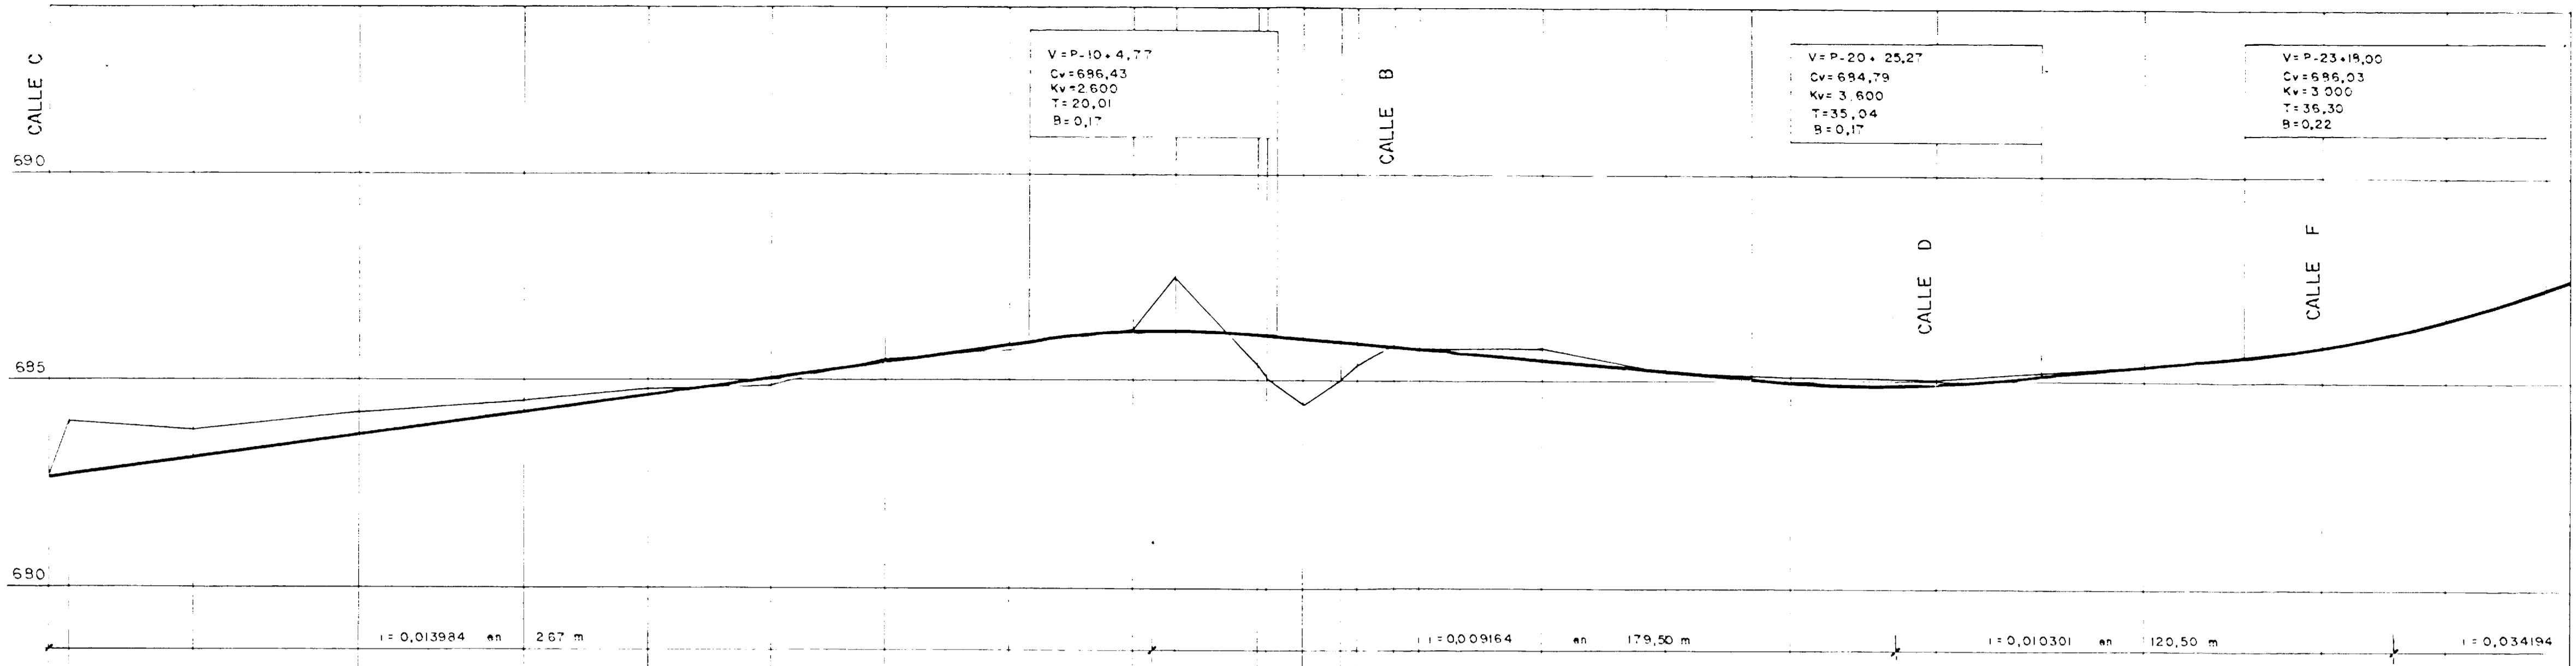 CALLE C
V=P-10+4,77
Cv=686,43
Kv=2.600
T=20,01
B=0,17
CALLE B
V=P-20+25,27
Cv=684,79
Kv=3.600
T=35,04
B=0,17
V=P-23+18,00
Cv=686,03
Kv=3.000
T=36,30
B=0,22
690
CALLE D
CALLE F
685
680
i=0,013984 en 267 m
i=0,009164 en 179,50 m
i=0,010301 en 120,50 m
i=0,034194